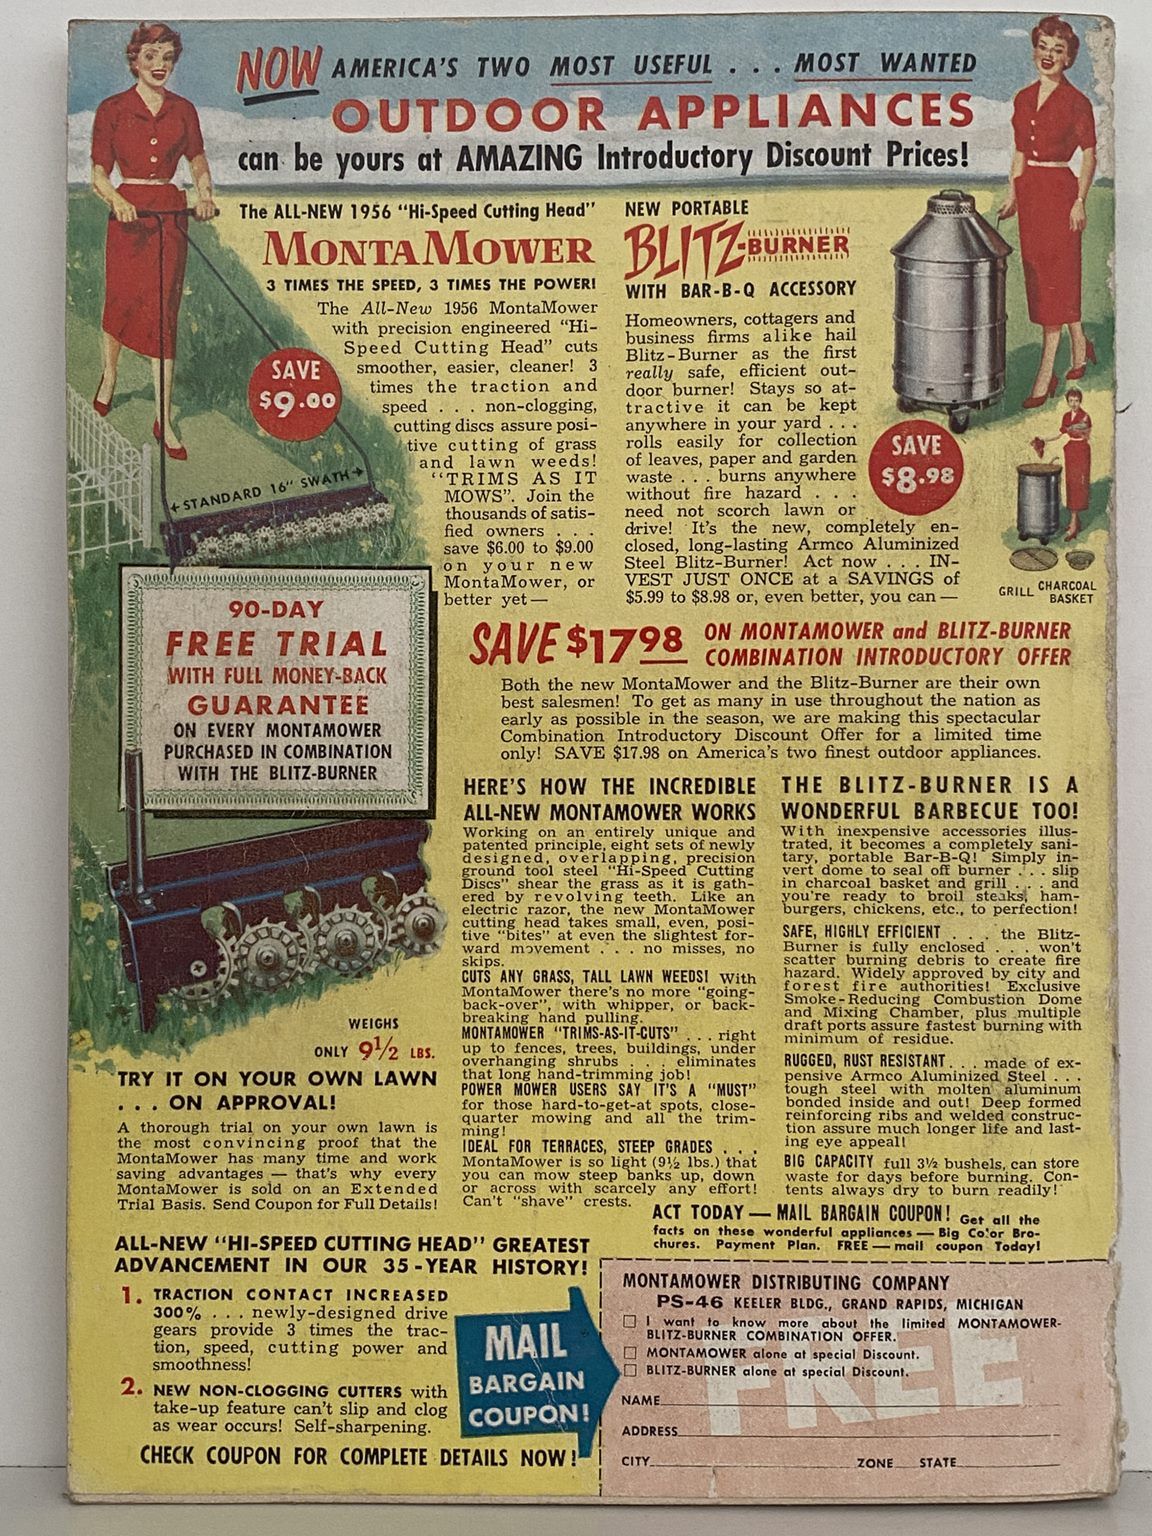 NOW AMERICA'S TWO MOST USEFUL . . . MOST WANTED
OUTDOOR APPLIANCES
can be yours at AMAZING Introductory Discount Prices!
The ALL-NEW 1956 "Hi-Speed Cutting Head"
MONTAMOWER
3 TIMES THE SPEED, 3 TIMES THE POWER!
The All-New 1956 MontaMower
with precision engineered "Hi-
Speed Cutting Head" cuts
smoother, easier, cleaner! 3
times the traction and
speed . . . non-clogging,
cutting discs assure posi-
tive cutting of grass
and lawn weeds!
"TRIMS AS IT
MOWS". Join the
thousands of satis-
fied owners . . .
save $6.00 to $9.00
on your new
MontaMower, or
better yet—
SAVE
$9.00
←STANDARD 16" SWATH→
NEW PORTABLE
BLITZ-BURNER
WITH BAR-B-Q ACCESSORY
Homeowners, cottagers and
business firms alike hail
Blitz-Burner as the first
really safe, efficient out-
door burner! Stays so at-
tractive it can be kept
anywhere in your yard . . .
rolls easily for collection
of leaves, paper and garden
waste . . . burns anywhere
without fire hazard . . .
need not scorch lawn or
drive! It's the new, completely en-
closed, long-lasting Armco Aluminized
Steel Blitz-Burner! Act now . . . IN-
VEST JUST ONCE at a SAVINGS of
$5.99 to $8.98 or, even better, you can—
SAVE
$8.98
GRILL CHARCOAL
BASKET
90-DAY
FREE TRIAL
WITH FULL MONEY-BACK
GUARANTEE
ON EVERY MONTAMOWER
PURCHASED IN COMBINATION
WITH THE BLITZ-BURNER
SAVE $17.98 ON MONTAMOWER and BLITZ-BURNER
COMBINATION INTRODUCTORY OFFER
Both the new MontaMower and the Blitz-Burner are their own
best salesmen! To get as many in use throughout the nation as
early as possible in the season, we are making this spectacular
Combination Introductory Discount Offer for a limited time
only! SAVE $17.98 on America's two finest outdoor appliances.
HERE'S HOW THE INCREDIBLE
ALL-NEW MONTAMOWER WORKS
Working on an entirely unique and
patented principle, eight sets of newly
designed, overlapping, precision
ground tool steel "Hi-Speed Cutting
Discs" shear the grass as it is gath-
ered by revolving teeth. Like an
electric razor, the new MontaMower
cutting head takes small, even, posi-
tive "bites" at even the slightest for-
ward movement . . . no misses, no
skips.
CUTS ANY GRASS, TALL LAWN WEEDS! With
MontaMower there's no more "going-
back-over", with whipper, or back-
breaking hand pulling.
MONTAMOWER "TRIMS-AS-IT-CUTS" . . . right
up to fences, trees, buildings, under
overhanging shrubs . . . eliminates
that long hand-trimming job!
POWER MOWER USERS SAY IT'S A "MUST"
for those hard-to-get-at spots, close-
quarter mowing and all the trim-
ming!
IDEAL FOR TERRACES, STEEP GRADES . . .
MontaMower is so light (9½ lbs.) that
you can mow steep banks up, down
or across with scarcely any effort!
Can't "shave" crests.
THE BLITZ-BURNER IS A
WONDERFUL BARBECUE TOO!
With inexpensive accessories illus-
trated, it becomes a completely sani-
tary, portable Bar-B-Q! Simply in-
vert dome to seal off burner . . . slip
in charcoal basket and grill . . . and
you're ready to broil steaks, ham-
burgers, chickens, etc., to perfection!
SAFE, HIGHLY EFFICIENT . . . the Blitz-
Burner is fully enclosed . . . won't
scatter burning debris to create fire
hazard. Widely approved by city and
forest fire authorities! Exclusive
Smoke-Reducing Combustion Dome
and Mixing Chamber, plus multiple
draft ports assure fastest burning with
minimum of residue.
RUGGED, RUST RESISTANT . . . made of ex-
pensive Armco Aluminized Steel . . .
tough steel with molten aluminum
bonded inside and out! Deep formed
reinforcing ribs and welded construc-
tion assure much longer life and last-
ing eye appeal!
BIG CAPACITY full 3½ bushels, can store
waste for days before burning. Con-
tents always dry to burn readily!
WEIGHS
ONLY 9½ LBS.
TRY IT ON YOUR OWN LAWN
. . . ON APPROVAL!
A thorough trial on your own lawn is
the most convincing proof that the
MontaMower has many time and work
saving advantages — that's why every
MontaMower is sold on an Extended
Trial Basis. Send Coupon for Full Details!
ACT TODAY — MAIL BARGAIN COUPON! Get all the
facts on these wonderful appliances — Big Color Bro-
chures. Payment Plan. FREE — mail coupon Today!
ALL-NEW "HI-SPEED CUTTING HEAD" GREATEST
ADVANCEMENT IN OUR 35-YEAR HISTORY!
1. TRACTION CONTACT INCREASED
300% . . . newly-designed drive
gears provide 3 times the trac-
tion, speed, cutting power and
smoothness!
2. NEW NON-CLOGGING CUTTERS with
take-up feature can't slip and clog
as wear occurs! Self-sharpening.
CHECK COUPON FOR COMPLETE DETAILS NOW!
MAIL
BARGAIN
COUPON!
MONTAMOWER DISTRIBUTING COMPANY
PS-46 KEELER BLDG., GRAND RAPIDS, MICHIGAN
FREE
I want to know more about the limited MONTAMOWER-
BLITZ-BURNER COMBINATION OFFER.
MONTAMOWER alone at special Discount.
BLITZ-BURNER alone at special Discount.
NAME
ADDRESS
CITY ZONE STATE